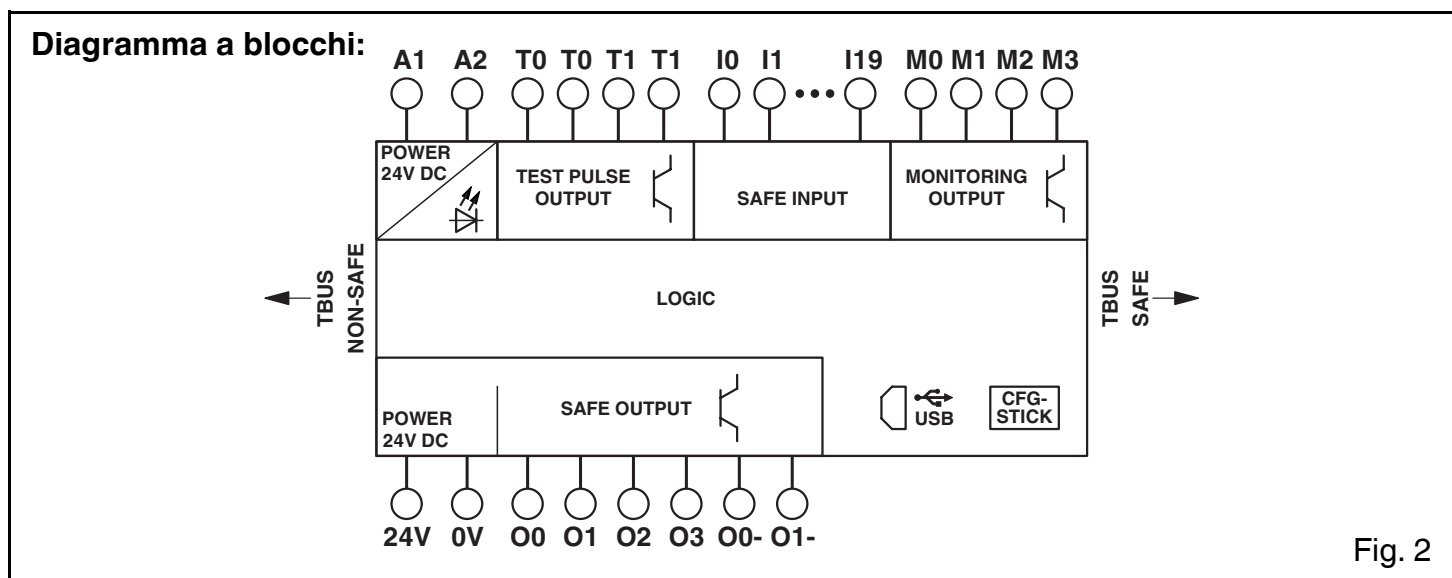 Diagramma a blocchi:
A1 A2 T0 T0 T1 T1 I0 I1 ••• I19 M0 M1 M2 M3
POWER
24V DC
TEST PULSE
OUTPUT
SAFE INPUT
MONITORING
OUTPUT
TBUS
NON-SAFE
LOGIC
TBUS
SAFE
POWER
24V DC
SAFE OUTPUT
USB
CFG-
STICK
24V 0V O0 O1 O2 O3 O0- O1-
Fig. 2